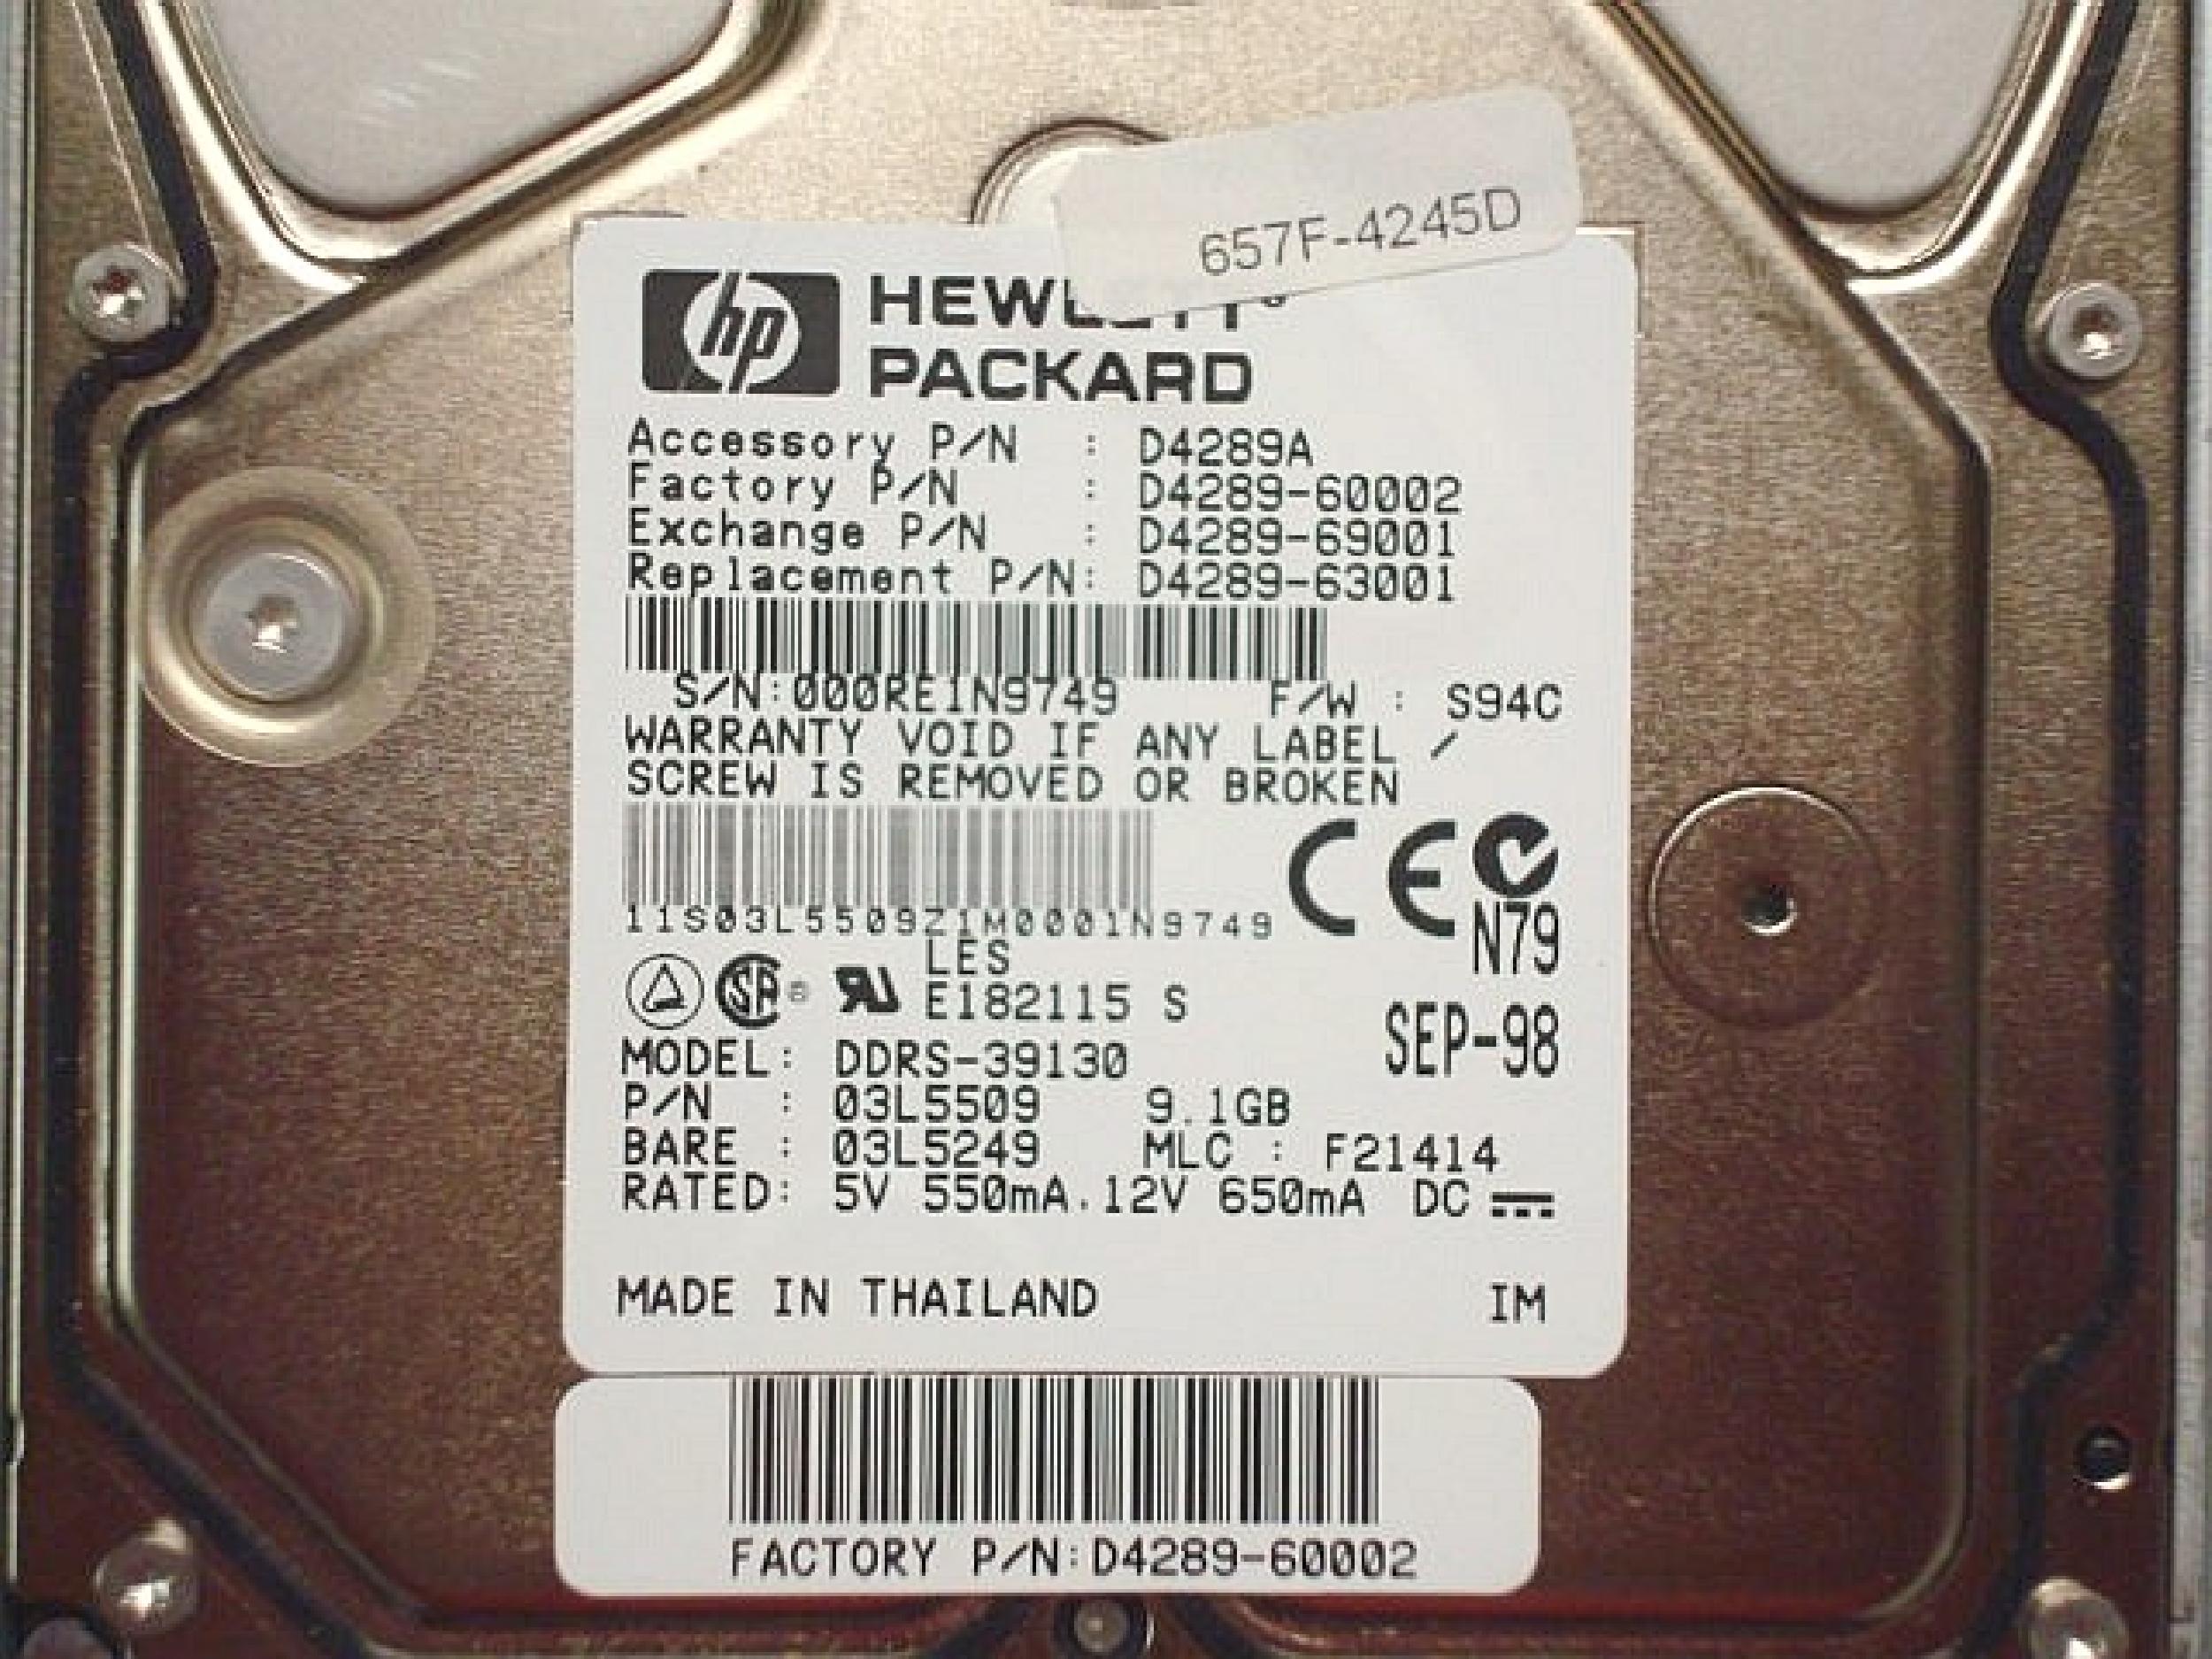 657F-4245D
hp HEWLETT
PACKARD
Accessory P/N : D4289A
Factory P/N : D4289-60002
Exchange P/N : D4289-69001
Replacement P/N: D4289-63001
S/N:000RE1N9749 F/W : S94C
WARRANTY VOID IF ANY LABEL /
SCREW IS REMOVED OR BROKEN
CE
11S03L5509Z1M0001N9749
N79
LES
SA® E182115 S
SEP-98
MODEL: DDRS-39130
P/N : 03L5509 9.1GB
BARE : 03L5249 MLC : F21414
RATED: 5V 550mA.12V 650mA DC
MADE IN THAILAND IM
FACTORY P/N:D4289-60002